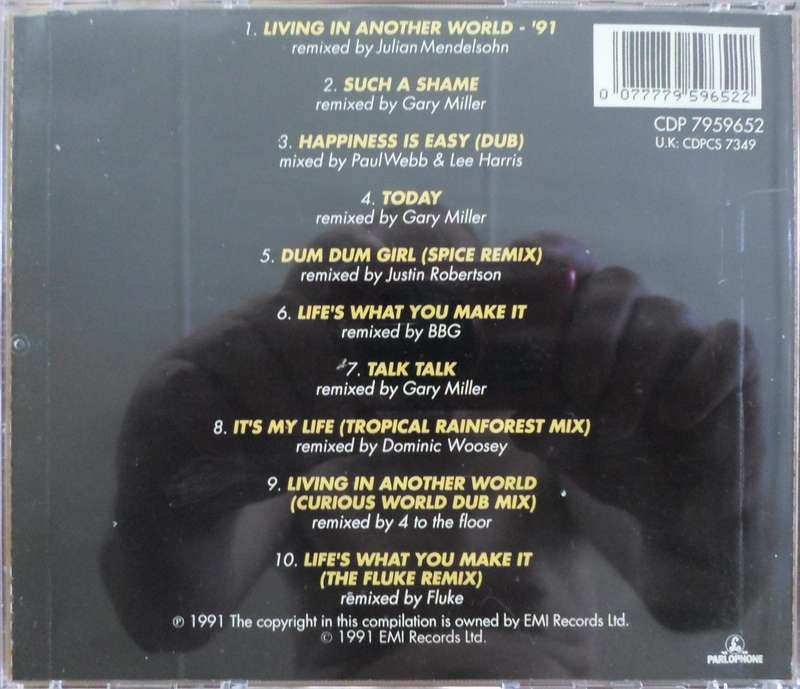 1. LIVING IN ANOTHER WORLD - '91
remixed by Julian Mendelsohn
2. SUCH A SHAME
remixed by Gary Miller
3. HAPPINESS IS EASY (DUB)
mixed by Paul Webb & Lee Harris
4. TODAY
remixed by Gary Miller
5. DUM DUM GIRL (SPICE REMIX)
remixed by Justin Robertson
6. LIFE'S WHAT YOU MAKE IT
remixed by BBG
7. TALK TALK
remixed by Gary Miller
8. IT'S MY LIFE (TROPICAL RAINFOREST MIX)
remixed by Dominic Woosey
9. LIVING IN ANOTHER WORLD
(CURIOUS WORLD DUB MIX)
remixed by 4 to the floor
10. LIFE'S WHAT YOU MAKE IT
(THE FLUKE REMIX)
remixed by Fluke
℗ 1991 The copyright in this compilation is owned by EMI Records Ltd.
© 1991 EMI Records Ltd.
0 077779 596522
CDP 7959652
U.K: CDPCS 7349
PARLOPHONE